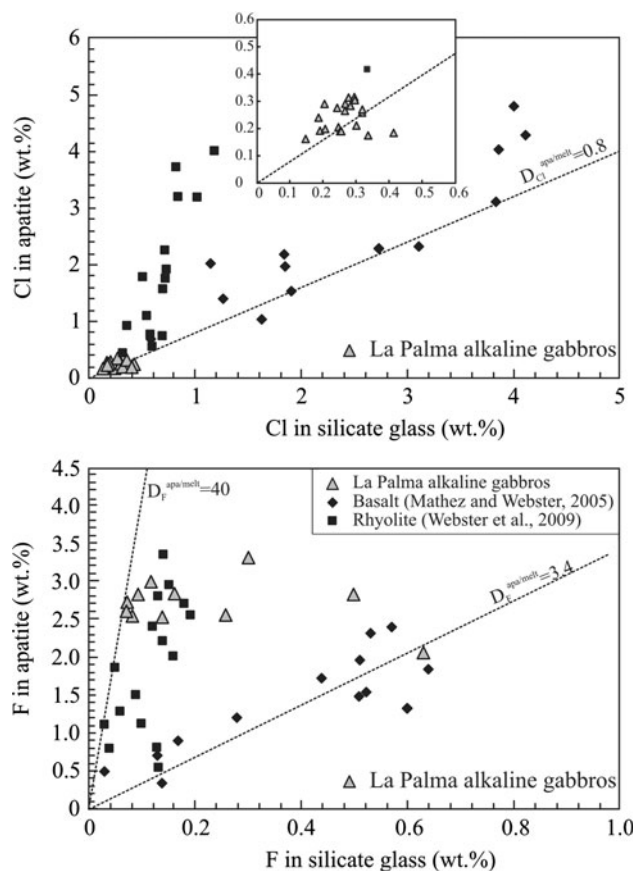 6
5
4
3
2
1
0
Cl in apatite (wt.%)
0.6
0.5
0.4
0.3
0.2
0.1
0
0 0.1 0.2 0.3 0.4 0.6
D_Cl^apa/melt=0.8
La Palma alkaline gabbros
0 1 2 3 4 5
Cl in silicate glass (wt.%)
4.5
4.0
3.5
3.0
2.5
2.0
1.5
1.0
0.5
0
F in apatite (wt.%)
D_F^apa/melt=40
La Palma alkaline gabbros
Basalt (Mathez and Webster, 2005)
Rhyolite (Webster et al., 2009)
D_F^apa/melt=3.4
La Palma alkaline gabbros
0 0.2 0.4 0.6 0.8 1.0
F in silicate glass (wt.%)